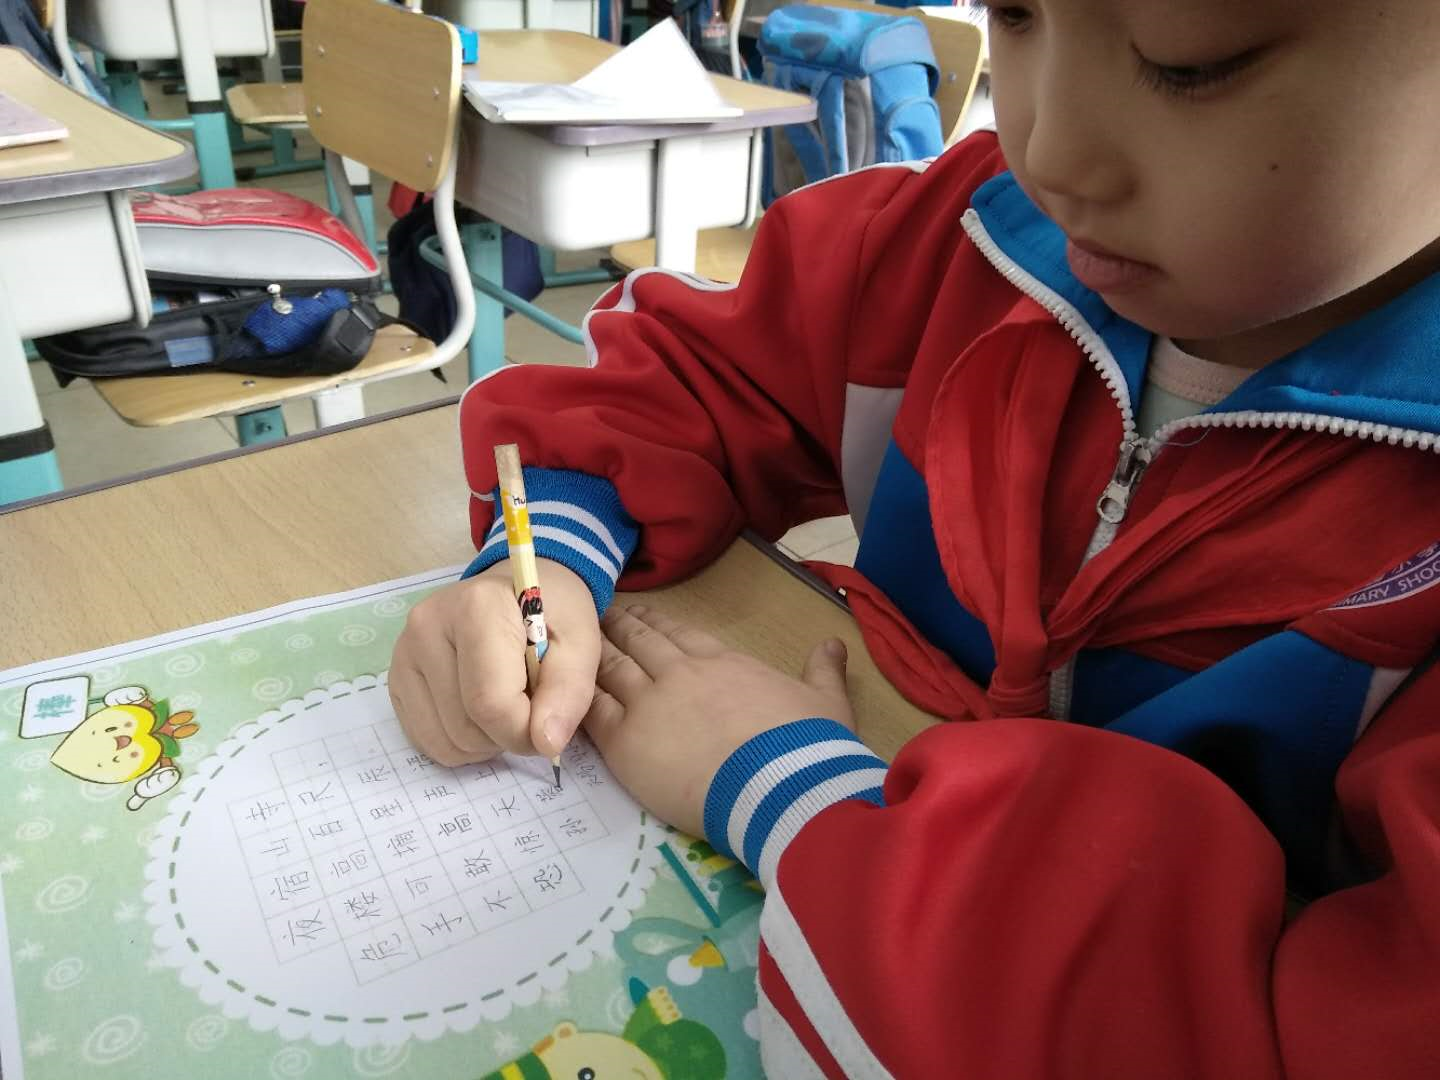 棒
夜宿山寺
危楼高百尺,
手可摘星辰
不敢高声语
恐惊天上